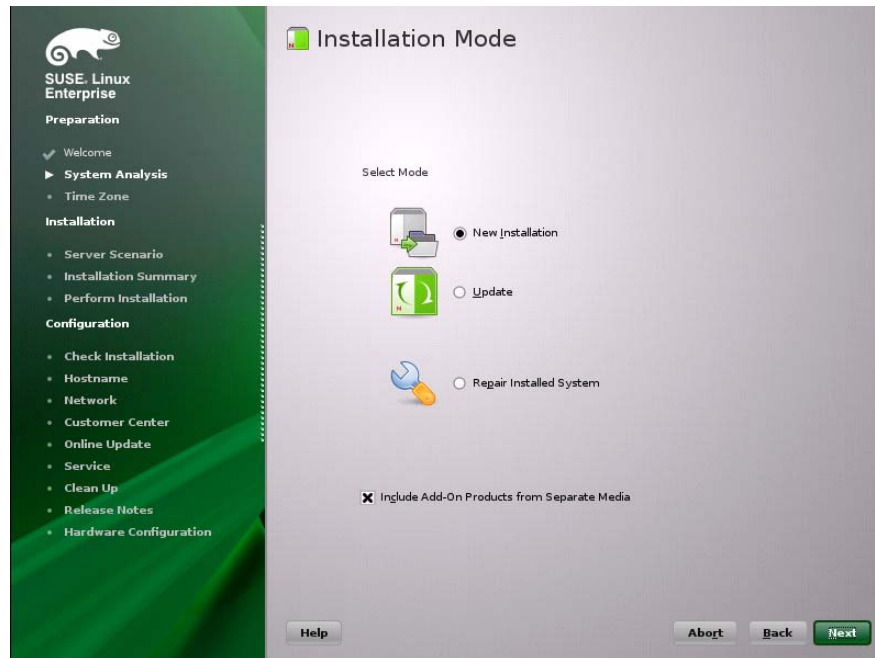 SUSE. Linux
Enterprise
Preparation
Welcome
System Analysis
Time Zone
Installation
Server Scenario
Installation Summary
Perform Installation
Configuration
Check Installation
Hostname
Network
Customer Center
Online Update
Service
Clean Up
Release Notes
Hardware Configuration
Installation Mode
Select Mode
New Installation
Update
Repair Installed System
Include Add-On Products from Separate Media
Help
Abort
Back
Next